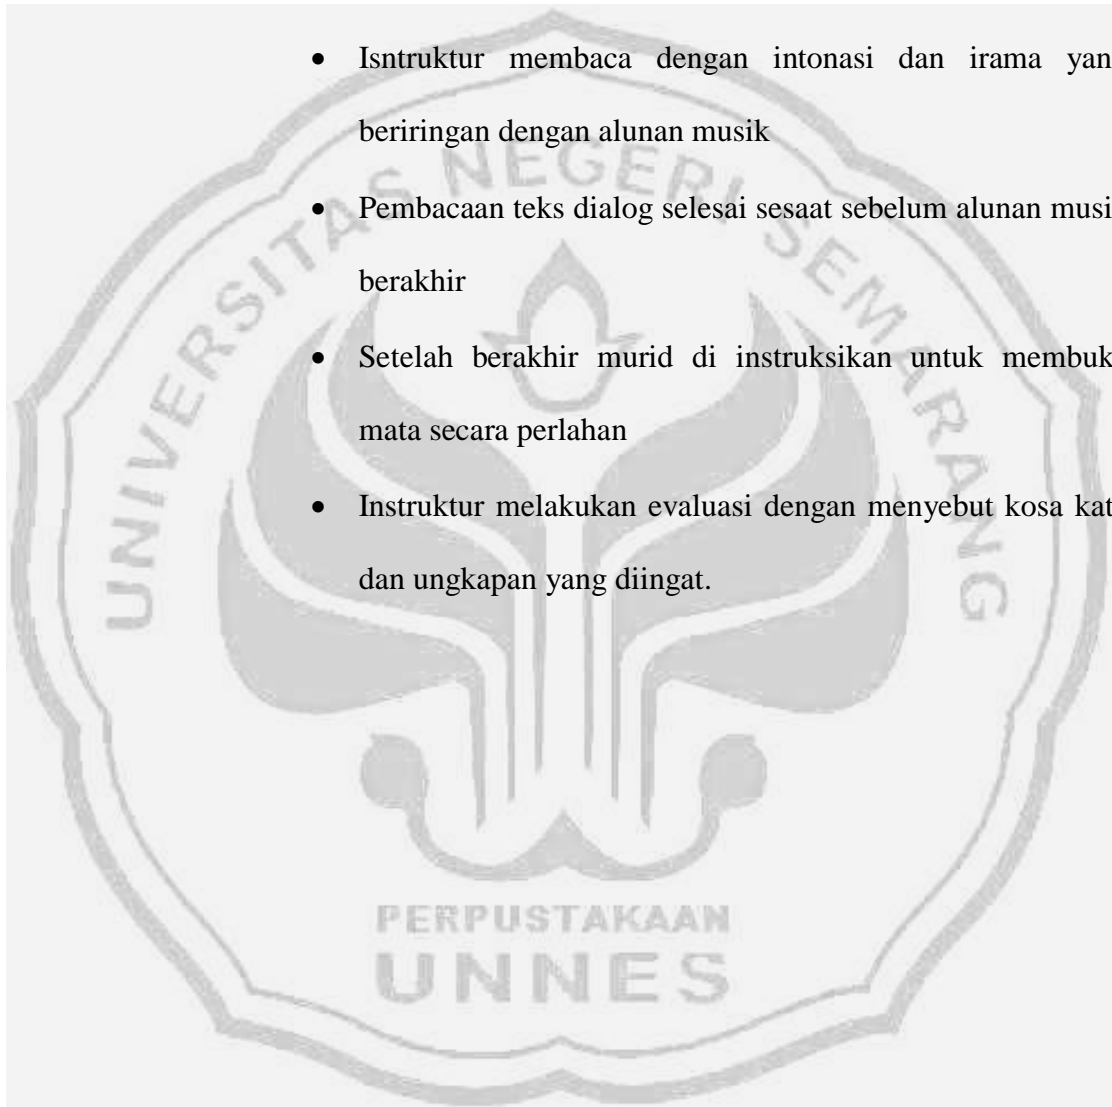 • Isntruktur membaca dengan intonasi dan irama yan
beriringan dengan alunan musik
• Pembacaan teks dialog selesai sesaat sebelum alunan musi
berakhir
• Setelah berakhir murid di instruksikan untuk membuk
mata secara perlahan
• Instruktur melakukan evaluasi dengan menyebut kosa kat
dan ungkapan yang diingat.
UNIVERSITAS NEGERI SEMARANG
PERPUSTAKAAN
UNNES